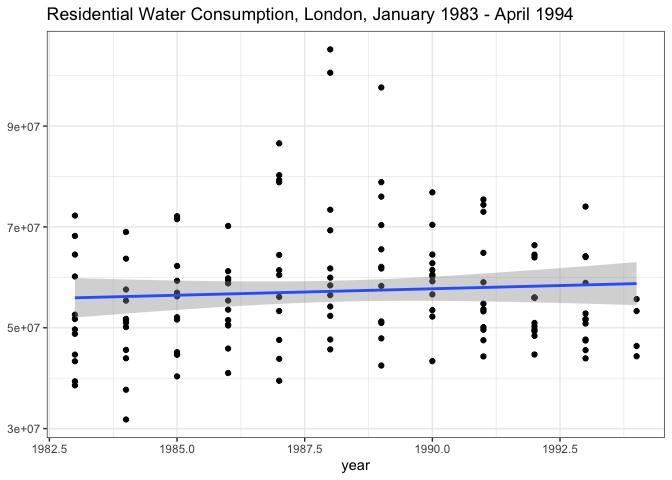 Residential Water Consumption, London, January 1983 - April 1994
9e+07
7e+07
5e+07
3e+07
1982.5 1985.0 1987.5 1990.0 1992.5
year